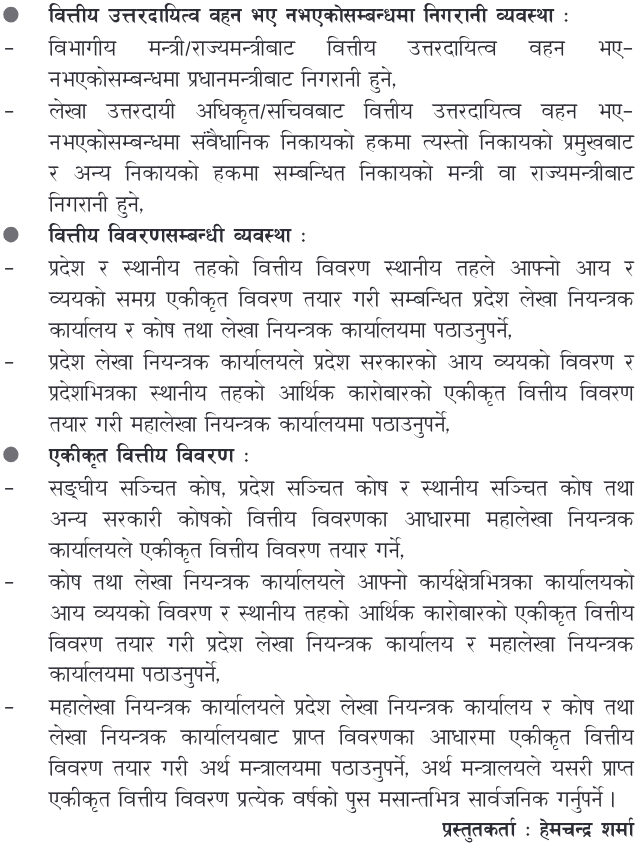 ● वित्तीय उत्तरदायित्व वहन भए नभएकोसम्बन्धमा निगरानी व्यवस्था :
– विभागीय मन्त्री/राज्यमन्त्रीबाट वित्तीय उत्तरदायित्व वहन भए–
नभएकोसम्बन्धमा प्रधानमन्त्रीबाट निगरानी हुने,
– लेखा उत्तरदायी अधिकृत/सचिवबाट वित्तीय उत्तरदायित्व वहन भए–
नभएकोसम्बन्धमा संवैधानिक निकायको हकमा त्यस्तो निकायको प्रमुखबाट
र अन्य निकायको हकमा सम्बन्धित निकायको मन्त्री वा राज्यमन्त्रीबाट
निगरानी हुने,
● वित्तीय विवरणसम्बन्धी व्यवस्था :
– प्रदेश र स्थानीय तहको वित्तीय विवरण स्थानीय तहले आफ्नो आय र
व्ययको समग्र एकीकृत विवरण तयार गरी सम्बन्धित प्रदेश लेखा नियन्त्रक
कार्यालय र कोष तथा लेखा नियन्त्रक कार्यालयमा पठाउनुपर्ने,
– प्रदेश लेखा नियन्त्रक कार्यालयले प्रदेश सरकारको आय व्ययको विवरण र
प्रदेशभित्रका स्थानीय तहको आर्थिक कारोबारको एकीकृत वित्तीय विवरण
तयार गरी महालेखा नियन्त्रक कार्यालयमा पठाउनुपर्ने,
● एकीकृत वित्तीय विवरण :
– सङ्घीय सञ्चित कोष, प्रदेश सञ्चित कोष र स्थानीय सञ्चित कोष तथा
अन्य सरकारी कोषको वित्तीय विवरणका आधारमा महालेखा नियन्त्रक
कार्यालयले एकीकृत वित्तीय विवरण तयार गर्ने,
– कोष तथा लेखा नियन्त्रक कार्यालयले आफ्नो कार्यक्षेत्रभित्रका कार्यालयको
आय व्ययको विवरण र स्थानीय तहको आर्थिक कारोबारको एकीकृत वित्तीय
विवरण तयार गरी प्रदेश लेखा नियन्त्रक कार्यालय र महालेखा नियन्त्रक
कार्यालयमा पठाउनुपर्ने,
– महालेखा नियन्त्रक कार्यालयले प्रदेश लेखा नियन्त्रक कार्यालय र कोष तथा
लेखा नियन्त्रक कार्यालयबाट प्राप्त विवरणका आधारमा एकीकृत वित्तीय
विवरण तयार गरी अर्थ मन्त्रालयमा पठाउनुपर्ने, अर्थ मन्त्रालयले यसरी प्राप्त
एकीकृत वित्तीय विवरण प्रत्येक वर्षको पुस मसान्तभित्र सार्वजनिक गर्नुपर्ने ।
प्रस्तुतकर्ता : हेमचन्द्र शर्मा